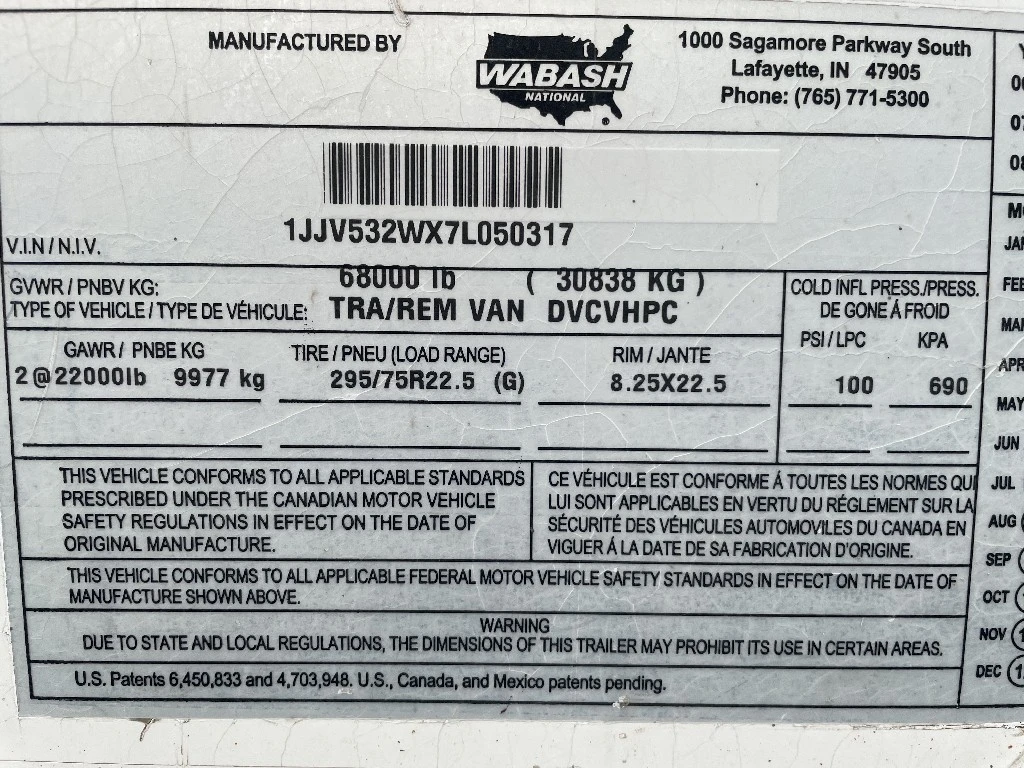 MANUFACTURED BY
WABASH
NATIONAL
®
1000 Sagamore Parkway South
Lafayette, IN 47905
Phone: (765) 771-5300
1JJV532WX7L050317
V.I.N / N.I.V.
GVWR / PNBV KG: 68000 lb ( 30838 KG )
TYPE OF VEHICLE / TYPE DE VÉHICULE: TRA/REM VAN DVCVHPC
COLD INFL PRESS./PRESS.
DE GONE Á FROID
PSI / LPC KPA
GAWR / PNBE KG TIRE / PNEU (LOAD RANGE) RIM / JANTE
2@22000lb 9977 kg 295/75R22.5 (G) 8.25X22.5 100 690
THIS VEHICLE CONFORMS TO ALL APPLICABLE STANDARDS
PRESCRIBED UNDER THE CANADIAN MOTOR VEHICLE
SAFETY REGULATIONS IN EFFECT ON THE DATE OF
ORIGINAL MANUFACTURE.
CE VÉHICULE EST CONFORME Á TOUTES LES NORMES QUI
LUI SONT APPLICABLES EN VERTU DU RÉGLEMENT SUR LA
SÉCURITÉ DES VÉHICULES AUTOMOVILES DU CANADA EN
VIGUER Á LA DATE DE SA FABRICATION D'ORIGINE.
THIS VEHICLE CONFORMS TO ALL APPLICABLE FEDERAL MOTOR VEHICLE SAFETY STANDARDS IN EFFECT ON THE DATE OF
MANUFACTURE SHOWN ABOVE.
WARNING
DUE TO STATE AND LOCAL REGULATIONS, THE DIMENSIONS OF THIS TRAILER MAY PROHIBIT ITS USE IN CERTAIN AREAS.
U.S. Patents 6,450,833 and 4,703,948. U.S., Canada, and Mexico patents pending.
JAN
FEB
MAR
APR
MAY
JUN
JUL
AUG
SEP
OCT
NOV
DEC